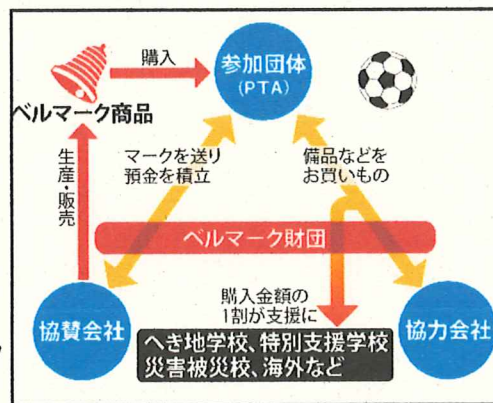 購入
参加団体
(PTA)
ベルマーク商品
生産・販売
マークを送り
預金を積立
備品などを
お買いもの
ベルマーク財団
購入金額の
1割が支援に
協賛会社
へき地学校、特別支援学校
災害被災校、海外など
協力会社